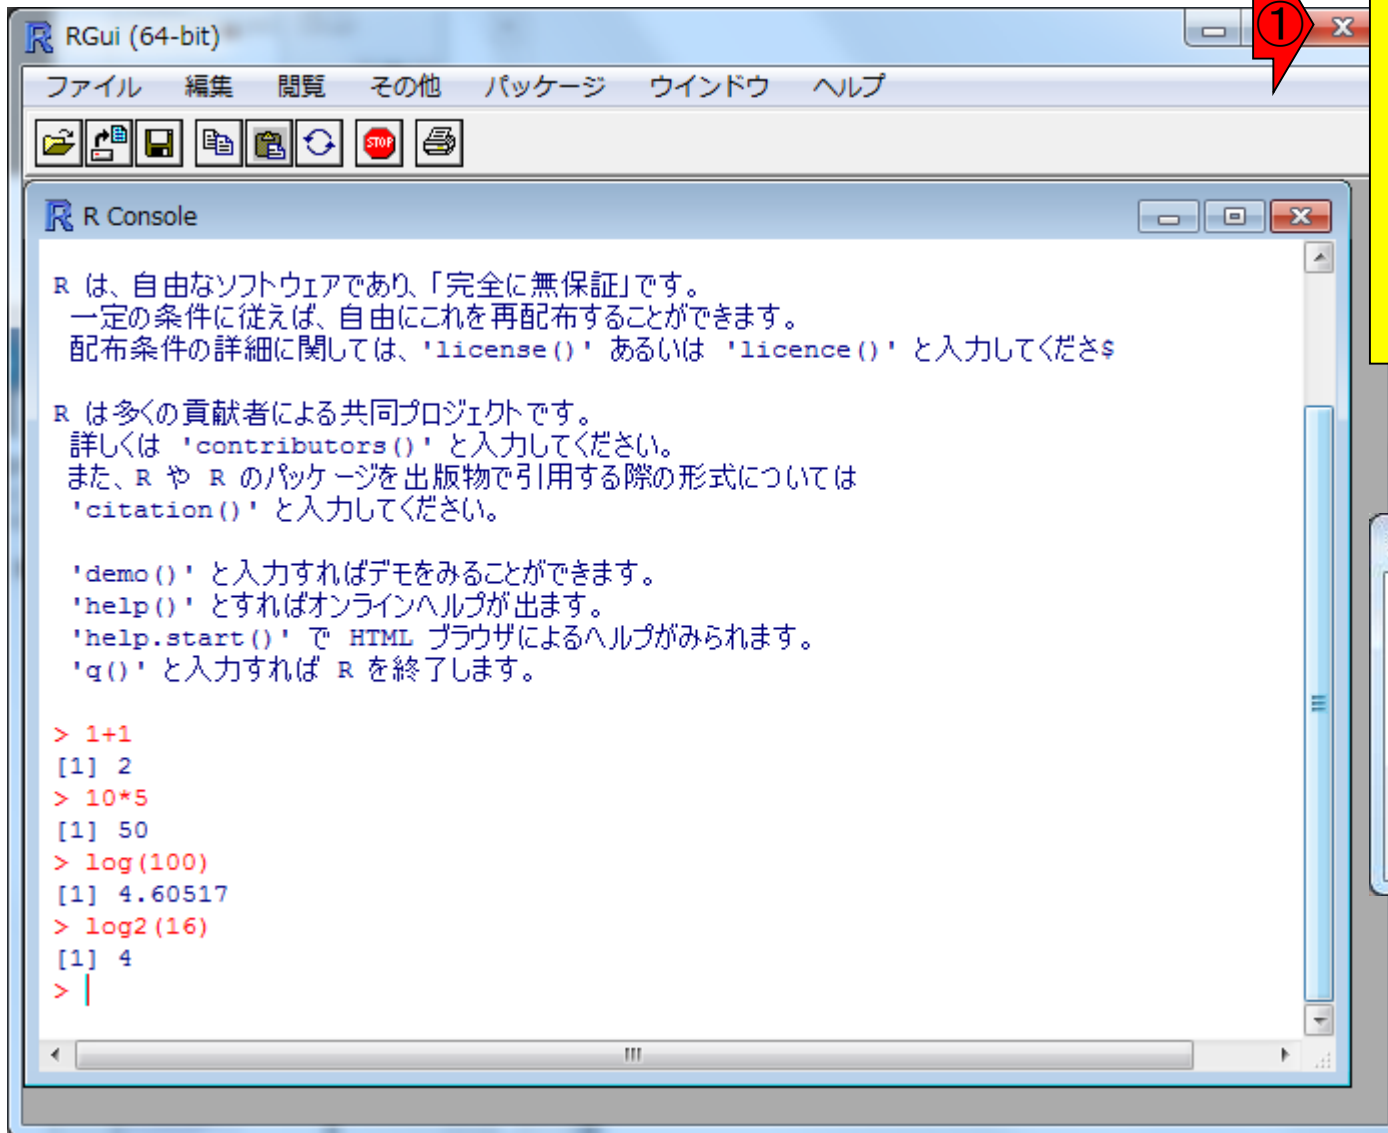 RGui (64-bit)
①
ファイル 編集 閲覧 その他 パッケージ ウインドウ ヘルプ
STOP
R Console
R は、自由なソフトウェアであり、「完全に無保証」です。
一定の条件に従えば、自由にこれを再配布することができます。
配布条件の詳細に関しては、'license()' あるいは 'licence()' と入力してくださ$
R は多くの貢献者による共同プロジェクトです。
詳しくは 'contributors()' と入力してください。
また、R や R のパッケージを出版物で引用する際の形式については
'citation()' と入力してください。
'demo()' と入力すればデモをみることができます。
'help()' とすればオンラインヘルプが出ます。
'help.start()' で HTML ブラウザによるヘルプがみられます。
'q()' と入力すれば R を終了します。
> 1+1
[1] 2
> 10*5
[1] 50
> log(100)
[1] 4.60517
> log2(16)
[1] 4
>